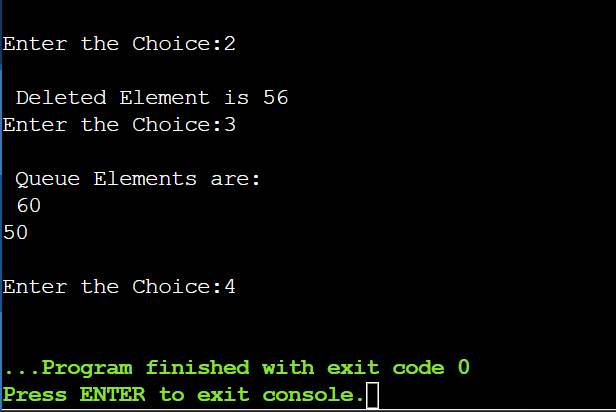 Enter the Choice:2
Deleted Element is 56
Enter the Choice:3
Queue Elements are:
60
50
Enter the Choice:4
...Program finished with exit code 0
Press ENTER to exit console.